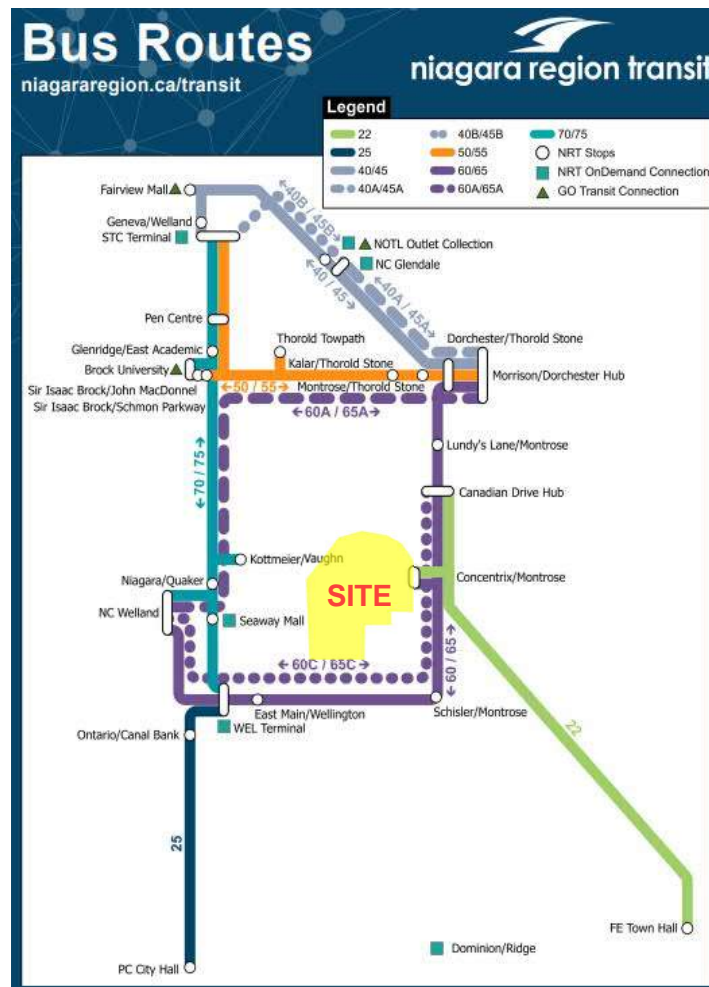 Bus Routes
niagararegion.ca/transit
niagara region transit
Legend
22
25
40/45
40A/45A
40B/45B
50/55
60/65
60A/65A
70/75
NRT Stops
NRT OnDemand Connection
GO Transit Connection
Fairview Mall
Geneva/Welland
STC Terminal
←40B / 45B→
NOTL Outlet Collection
NC Glendale
←40 / 45→
←40A / 45A→
Pen Centre
Thorold Towpath
Dorchester/Thorold Stone
Glenridge/East Academic
Kalar/Thorold Stone
Brock University
Morrison/Dorchester Hub
Sir Isaac Brock/John MacDonnel
←50 / 55→
Montrose/Thorold Stone
Sir Isaac Brock/Schmon Parkway
←60A / 65A→
Lundy's Lane/Montrose
←70 / 75→
Canadian Drive Hub
Kottmeier/Vaughn
Niagara/Quaker
SITE
Concentrix/Montrose
NC Welland
Seaway Mall
←60C / 65C→
←60 / 65→
East Main/Wellington
Schisler/Montrose
WEL Terminal
Ontario/Canal Bank
22
25
FE Town Hall
Dominion/Ridge
PC City Hall